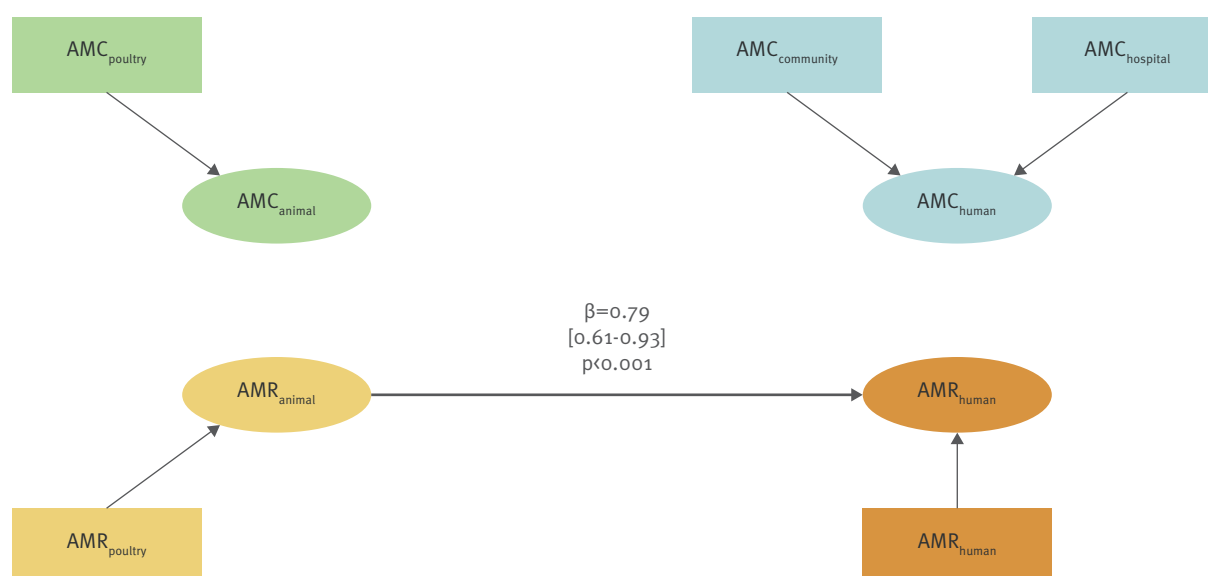 AMCpoultry
AMCcommunity
AMChospital
AMCanimal
AMChuman
β=0.79
[0.61-0.93]
p<0.001
AMRanimal
AMRhuman
AMRpoultry
AMRhuman